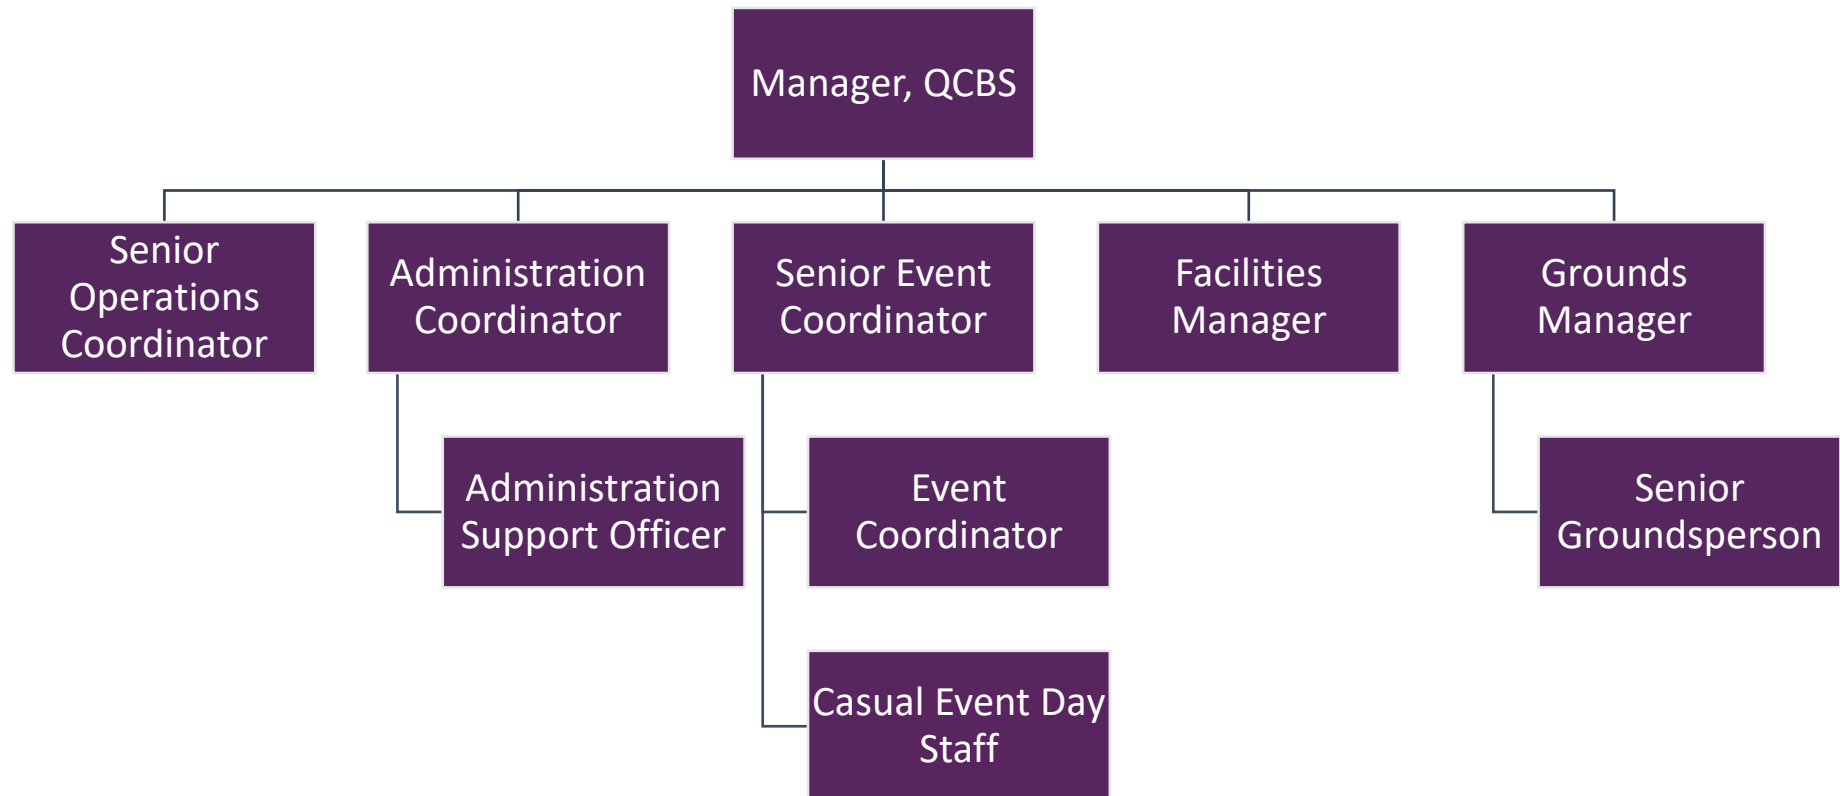 Manager, QCBS
Senior
Operations
Coordinator
Administration
Coordinator
Senior Event
Coordinator
Facilities
Manager
Grounds
Manager
Administration
Support Officer
Event
Coordinator
Senior
Groundsperson
Casual Event Day
Staff